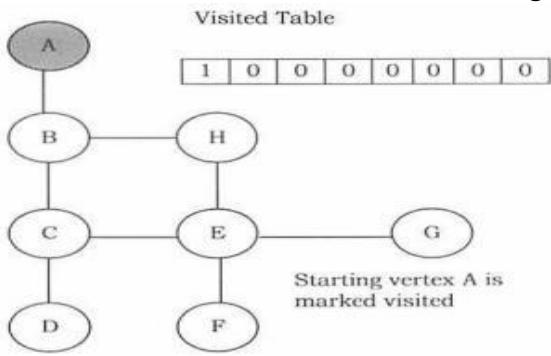 Visited Table
A
1 0 0 0 0 0 0 0
B H
C E G
Starting vertex A is
marked visited
D F